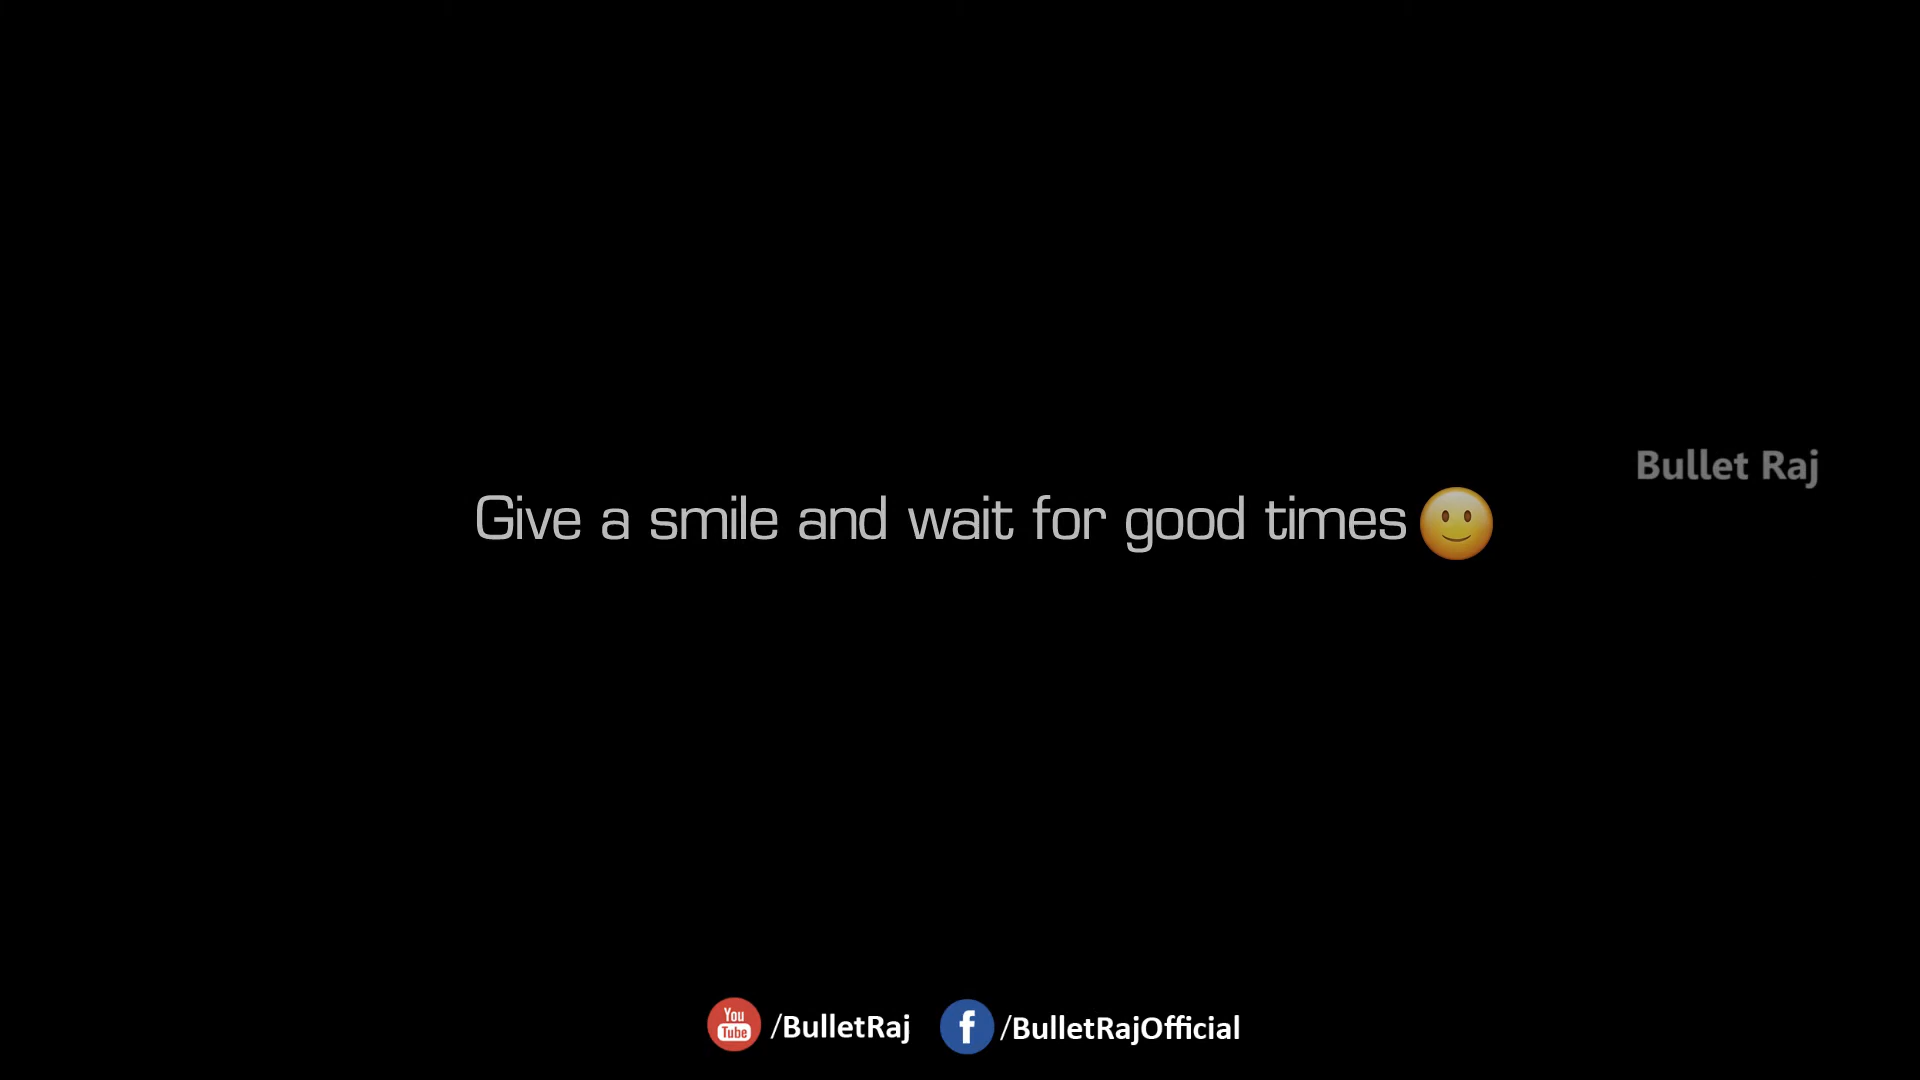 Bullet Raj
Give a smile and wait for good times🙂
You Tube /BulletRaj f /BulletRajOfficial